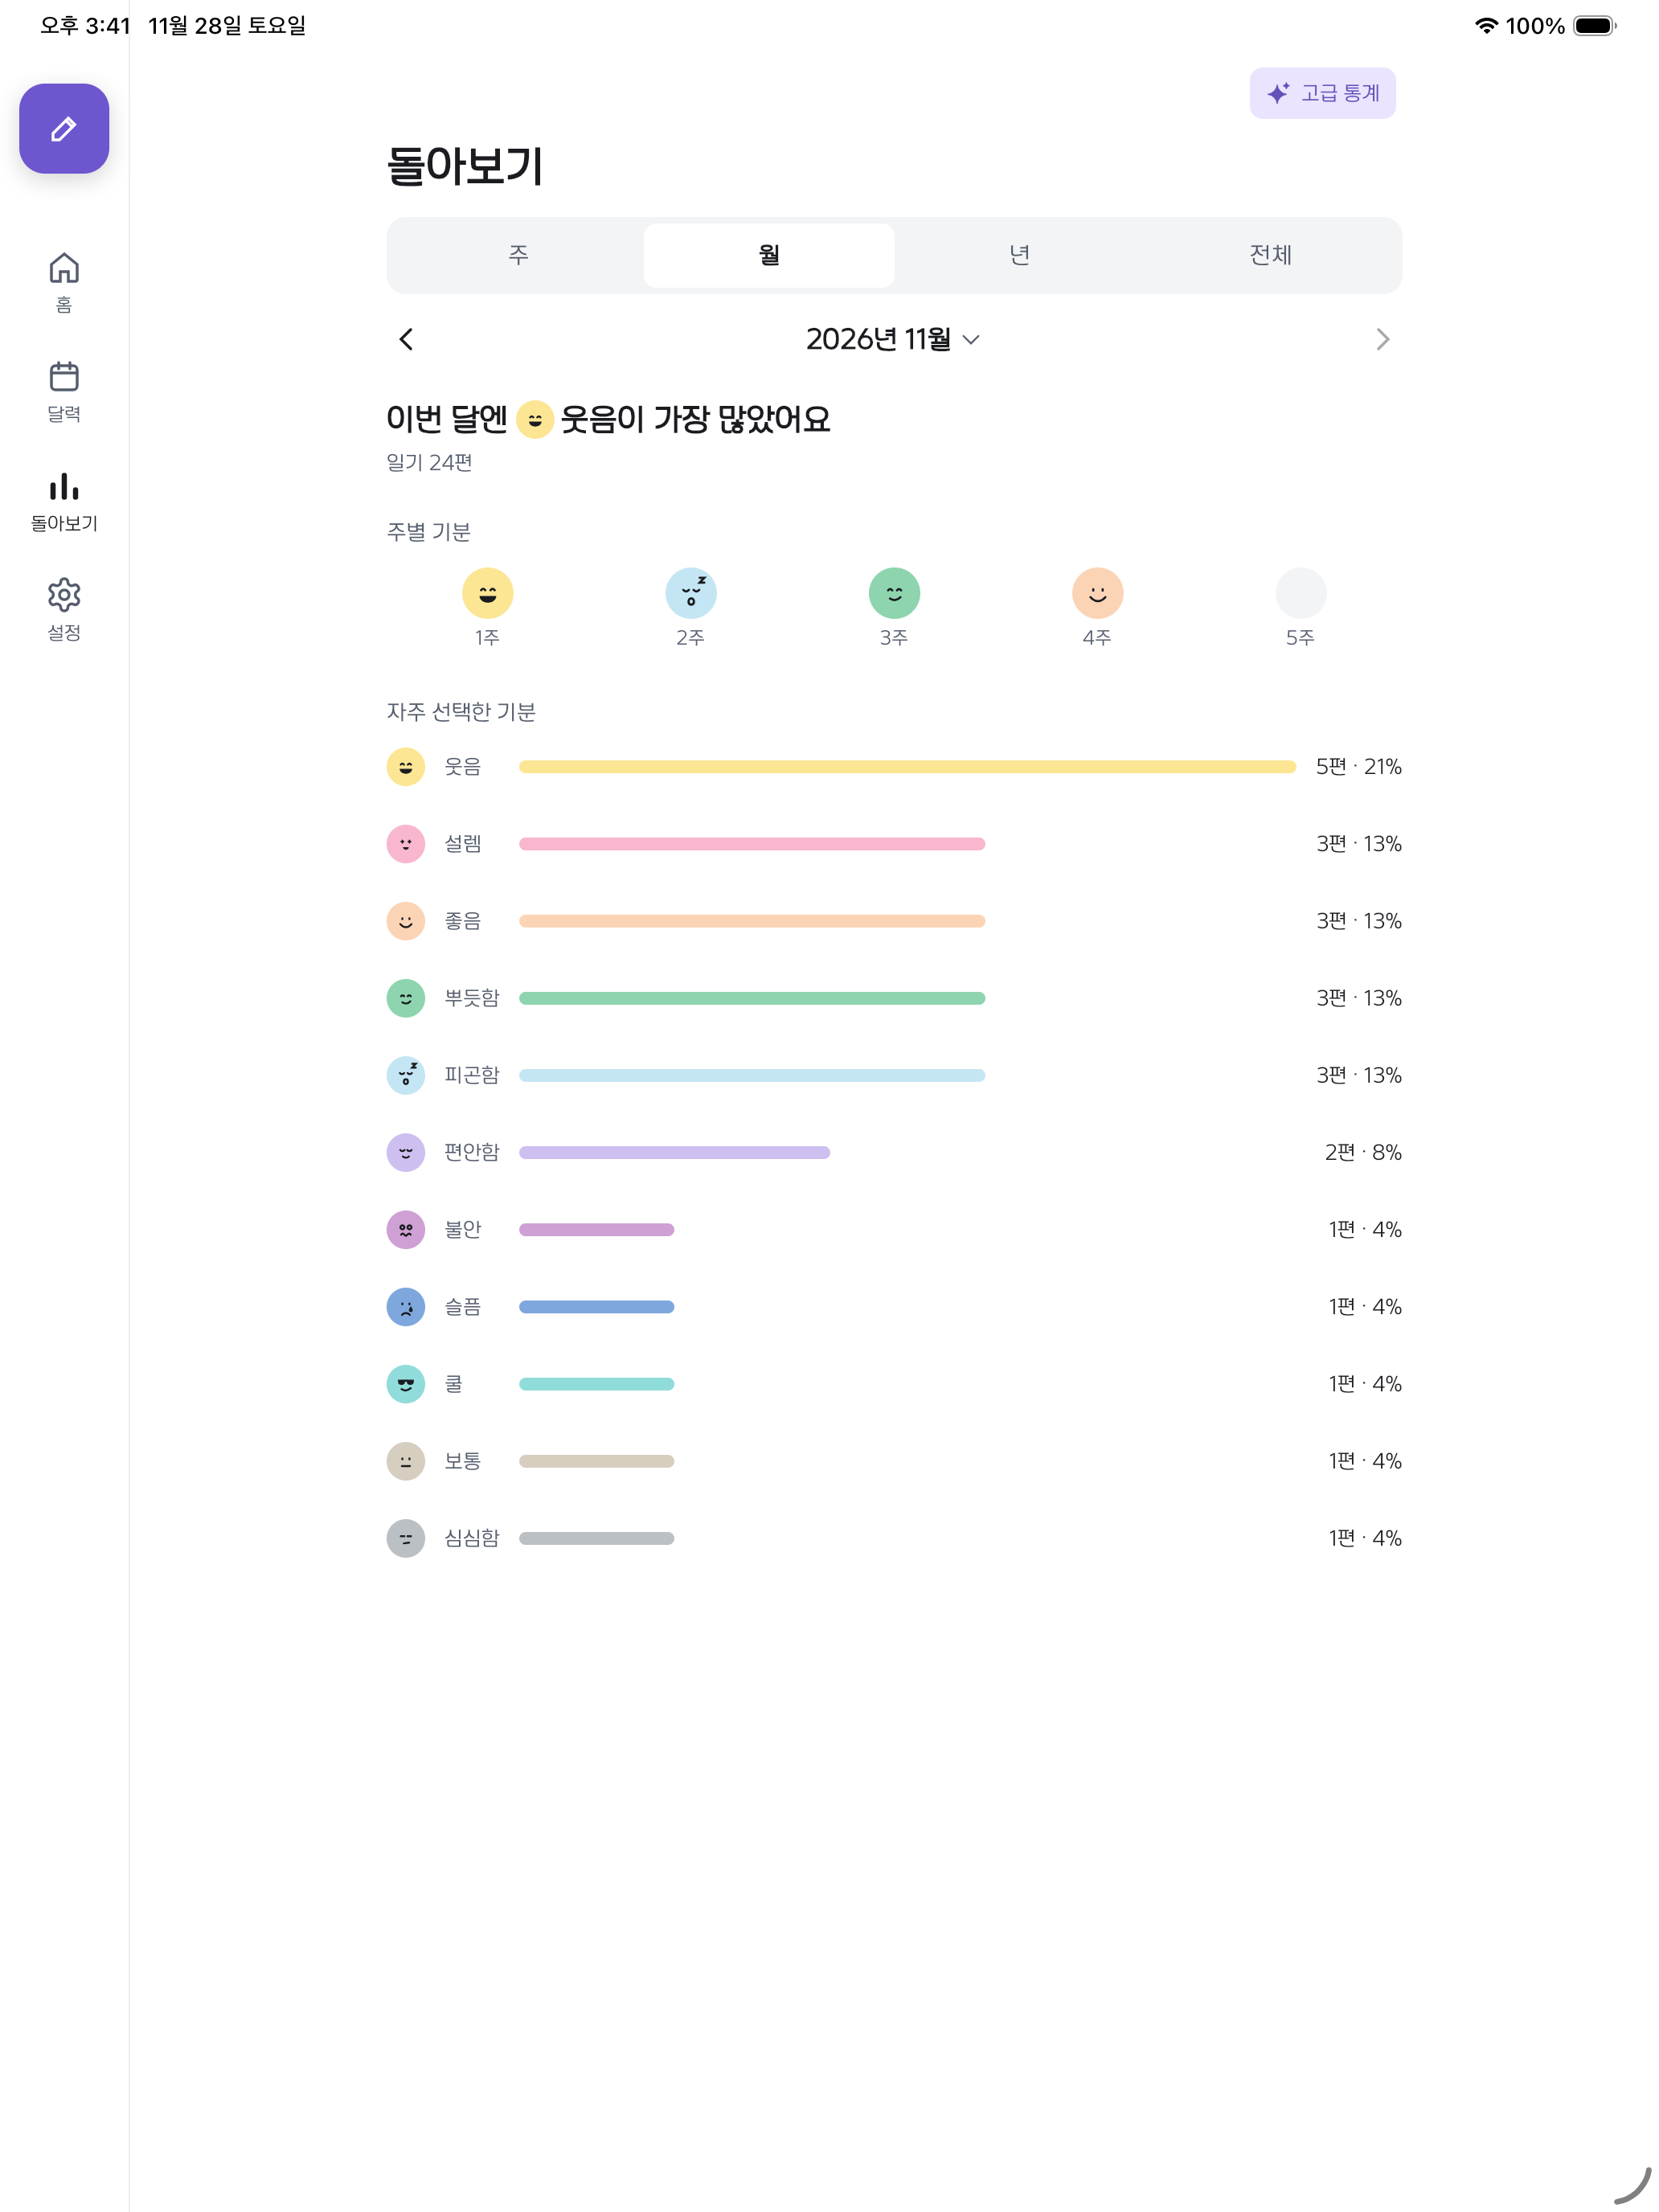 오후 3:41 11월 28일 토요일
100%
고급 통계
돌아보기
주 월 년 전체
2026년 11월
이번 달엔 웃음이 가장 많았어요
일기 24편
주별 기분
1주 2주 3주 4주 5주
자주 선택한 기분
웃음 5편 · 21%
설렘 3편 · 13%
좋음 3편 · 13%
뿌듯함 3편 · 13%
피곤함 3편 · 13%
편안함 2편 · 8%
불안 1편 · 4%
슬픔 1편 · 4%
쿨 1편 · 4%
보통 1편 · 4%
심심함 1편 · 4%
홈
달력
돌아보기
설정